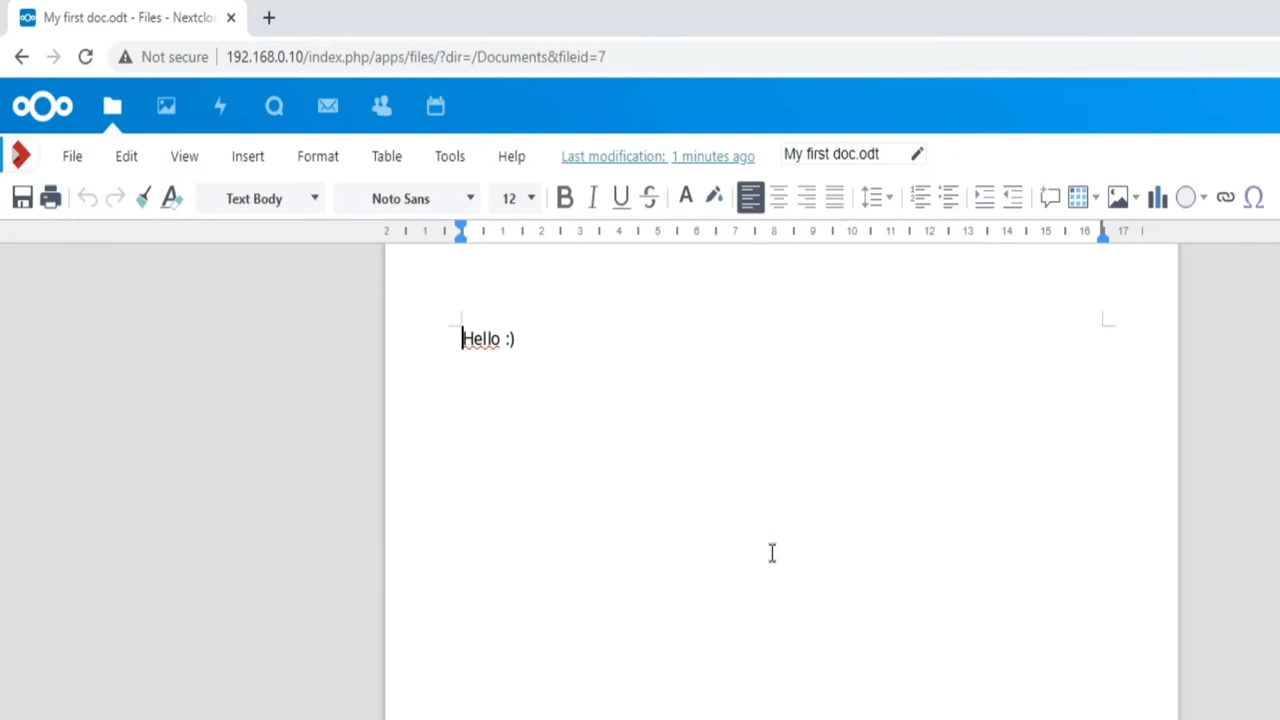 My first doc.odt - Files - Nextclou
Not secure 192.168.0.10/index.php/apps/files/?dir=/Documents&fileid=7
File Edit View Insert Format Table Tools Help Last modification: 1 minutes ago My first doc.odt
Text Body Noto Sans 12 B I U S A Ω
2 1 1 2 3 4 5 6 7 8 9 10 11 12 13 14 15 16 17
Hello :)